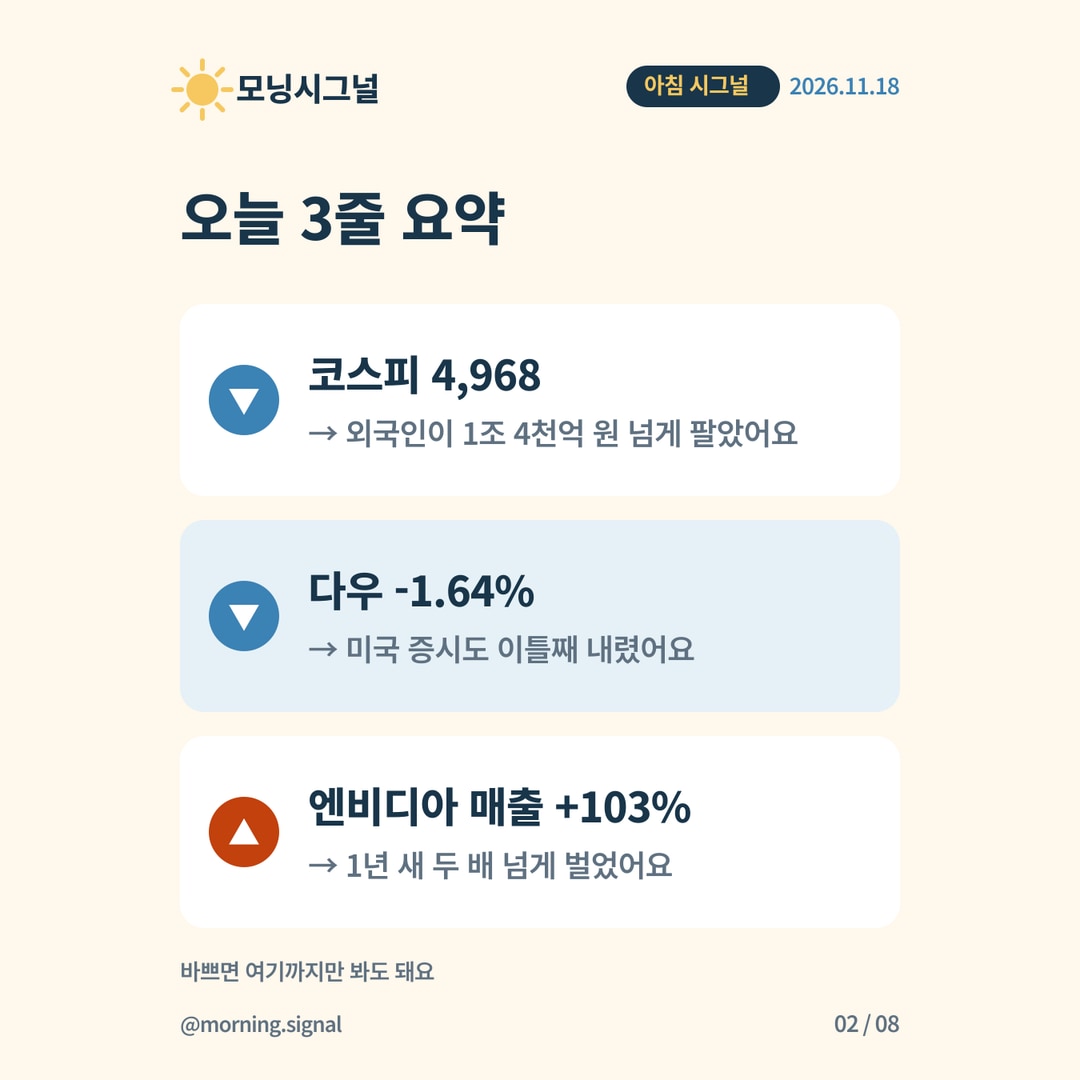 모닝시그널
아침 시그널 2026.11.18
오늘 3줄 요약
코스피 4,968
→ 외국인이 1조 4천억 원 넘게 팔았어요
다우 -1.64%
→ 미국 증시도 이틀째 내렸어요
엔비디아 매출 +103%
→ 1년 새 두 배 넘게 벌었어요
바쁘면 여기까지만 봐도 돼요
@morning.signal
02 / 08